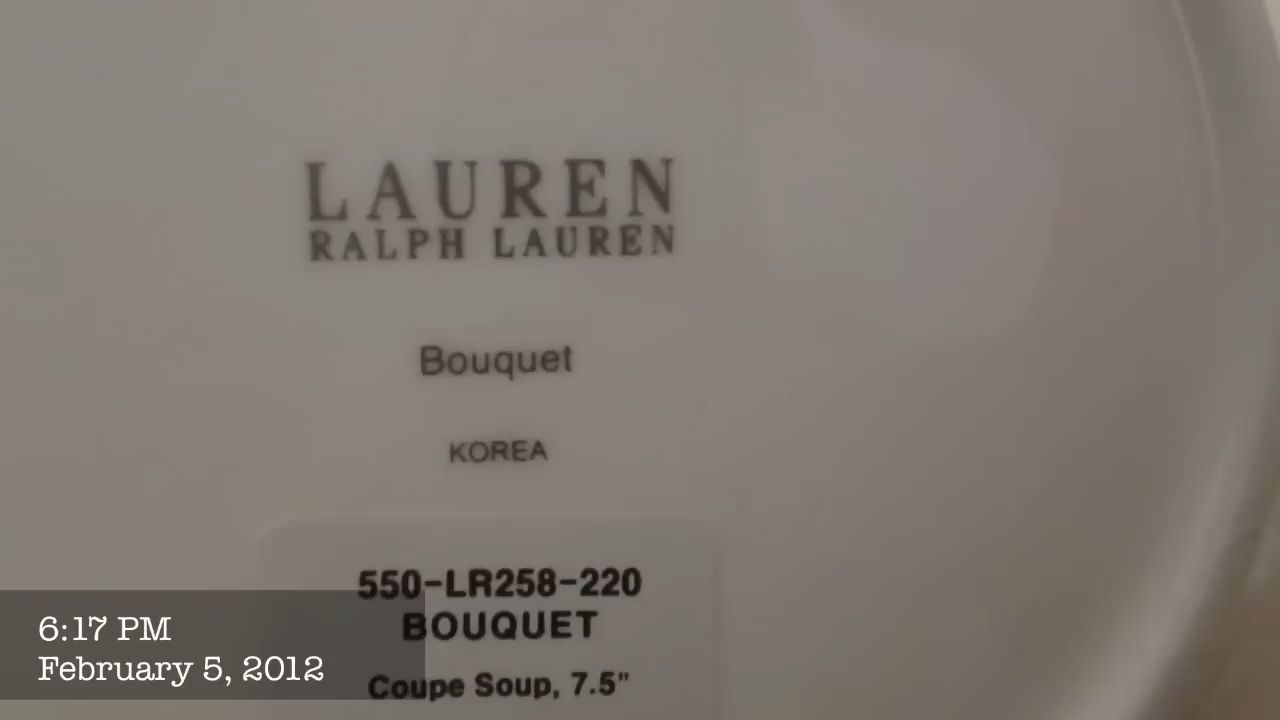 LAUREN
RALPH LAUREN
Bouquet
KOREA
550-LR258-220
BOUQUET
Coupe Soup, 7.5"
6:17 PM
February 5, 2012